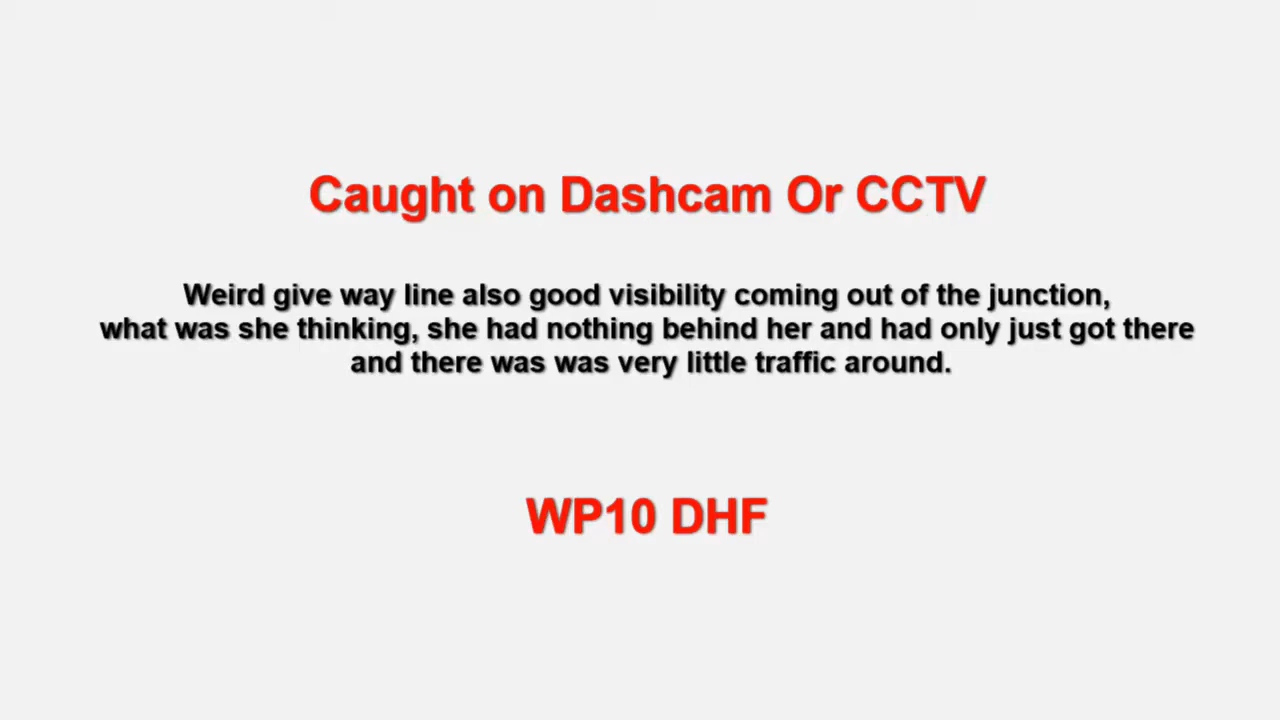 Caught on Dashcam Or CCTV
Weird give way line also good visibility coming out of the junction,
what was she thinking, she had nothing behind her and had only just got there
and there was was very little traffic around.
WP10 DHF